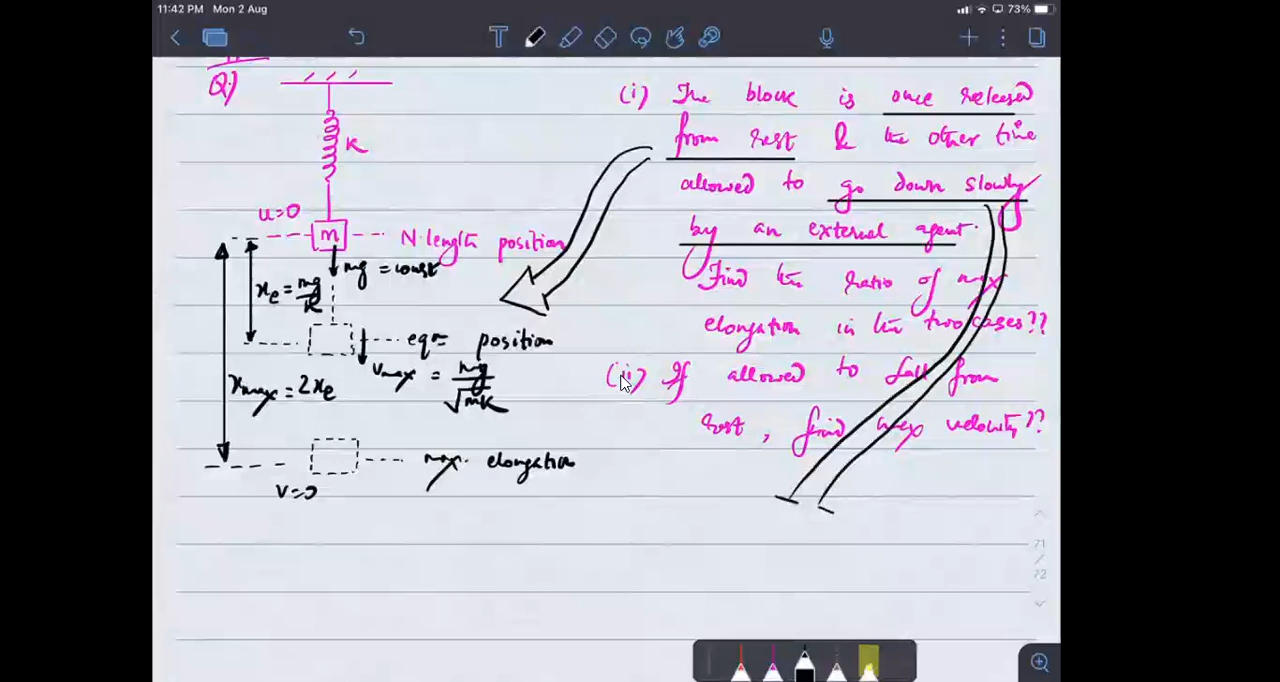 11:42 PM Mon 2 Aug
73%
T
Q.)
K
u=0
m
N.length position
mg = const
xe = mg/K
eqm position
vmax = mg/√mK
xmax = 2xe
max. elongation
v=0
(i) The block is once released
from rest & the other time
allowed to go down slowly
by an external agent.
Find the ratio of max
elongation in the two cases??
(ii) If allowed to fall from
rest, find max velocity??
71
/
72